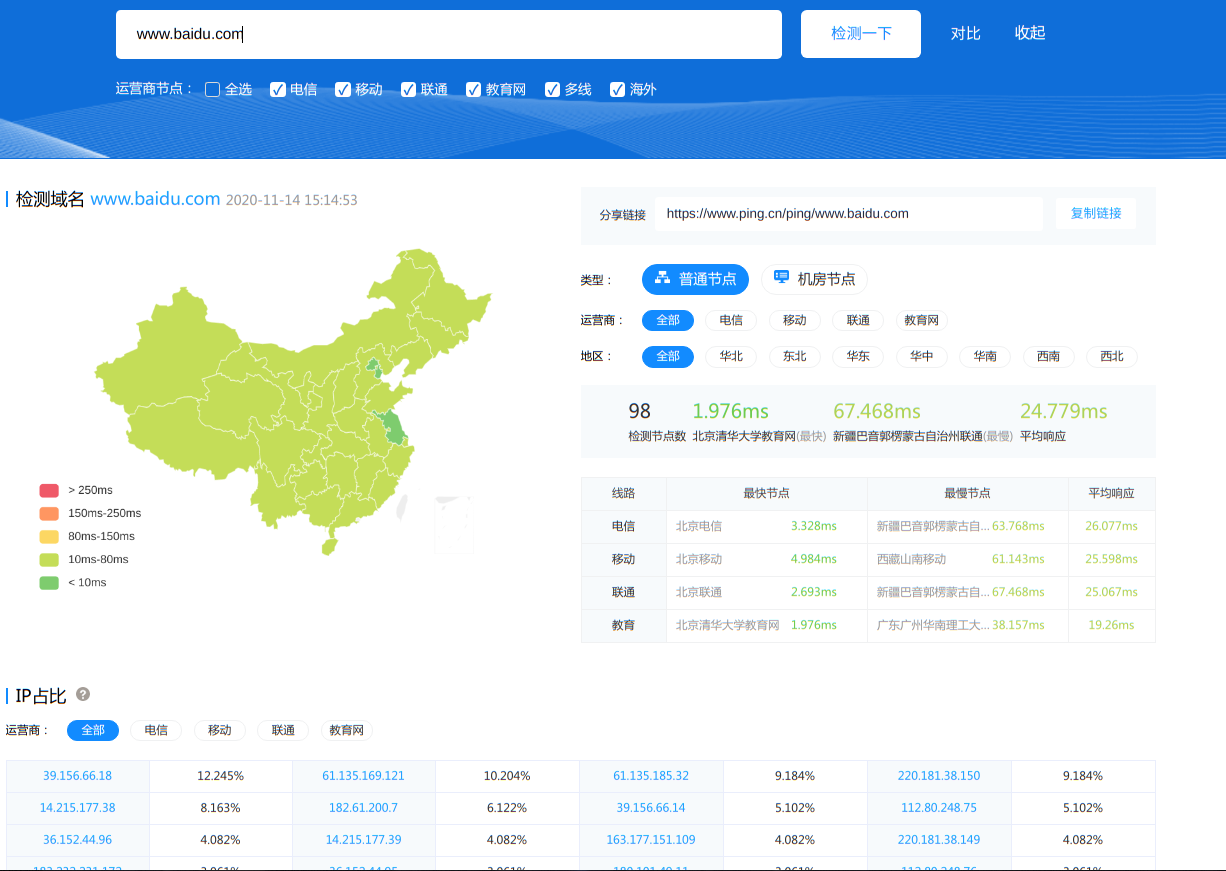 www.baidu.com 检测一下 对比 收起
运营商节点： 全选 电信 移动 联通 教育网 多线 海外
检测域名 www.baidu.com 2020-11-14 15:14:53
分享链接 https://www.ping.cn/ping/www.baidu.com 复制链接
类型： 普通节点 机房节点
运营商： 全部 电信 移动 联通 教育网
地区： 全部 华北 东北 华东 华中 华南 西南 西北
98 1.976ms 67.468ms 24.779ms
检测节点数 北京清华大学教育网(最快) 新疆巴音郭楞蒙古自治州联通(最慢) 平均响应
> 250ms
150ms-250ms
80ms-150ms
10ms-80ms
< 10ms
线路 最快节点 最慢节点 平均响应
电信 北京电信 3.328ms 新疆巴音郭楞蒙古自... 63.768ms 26.077ms
移动 北京移动 4.984ms 西藏山南移动 61.143ms 25.598ms
联通 北京联通 2.693ms 新疆巴音郭楞蒙古自... 67.468ms 25.067ms
教育 北京清华大学教育网 1.976ms 广东广州华南理工大... 38.157ms 19.26ms
IP占比 ?
运营商： 全部 电信 移动 联通 教育网
39.156.66.18 12.245% 61.135.169.121 10.204% 61.135.185.32 9.184% 220.181.38.150 9.184%
14.215.177.38 8.163% 182.61.200.7 6.122% 39.156.66.14 5.102% 112.80.248.75 5.102%
36.152.44.96 4.082% 14.215.177.39 4.082% 163.177.151.109 4.082% 220.181.38.149 4.082%